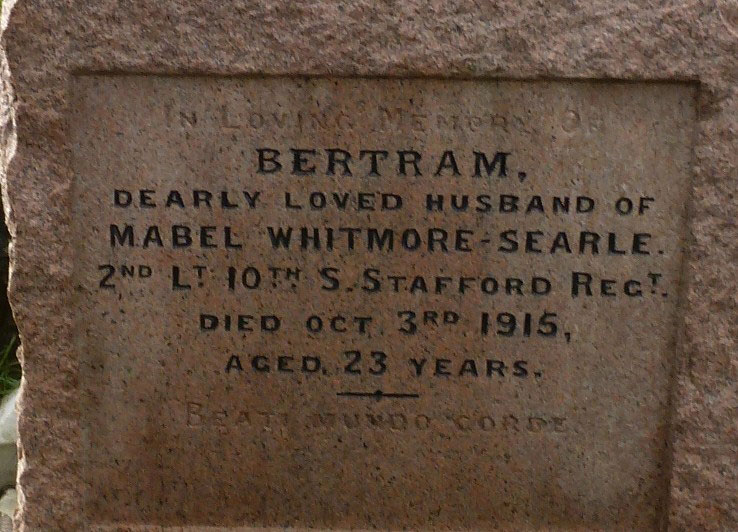 IN LOVING MEMORY OF
BERTRAM,
DEARLY LOVED HUSBAND OF
MABEL WHITMORE-SEARLE.
2ND LT 10TH S. STAFFORD REGT.
DIED OCT. 3RD 1915,
AGED 23 YEARS.
BEATI MUNDO CORDE.